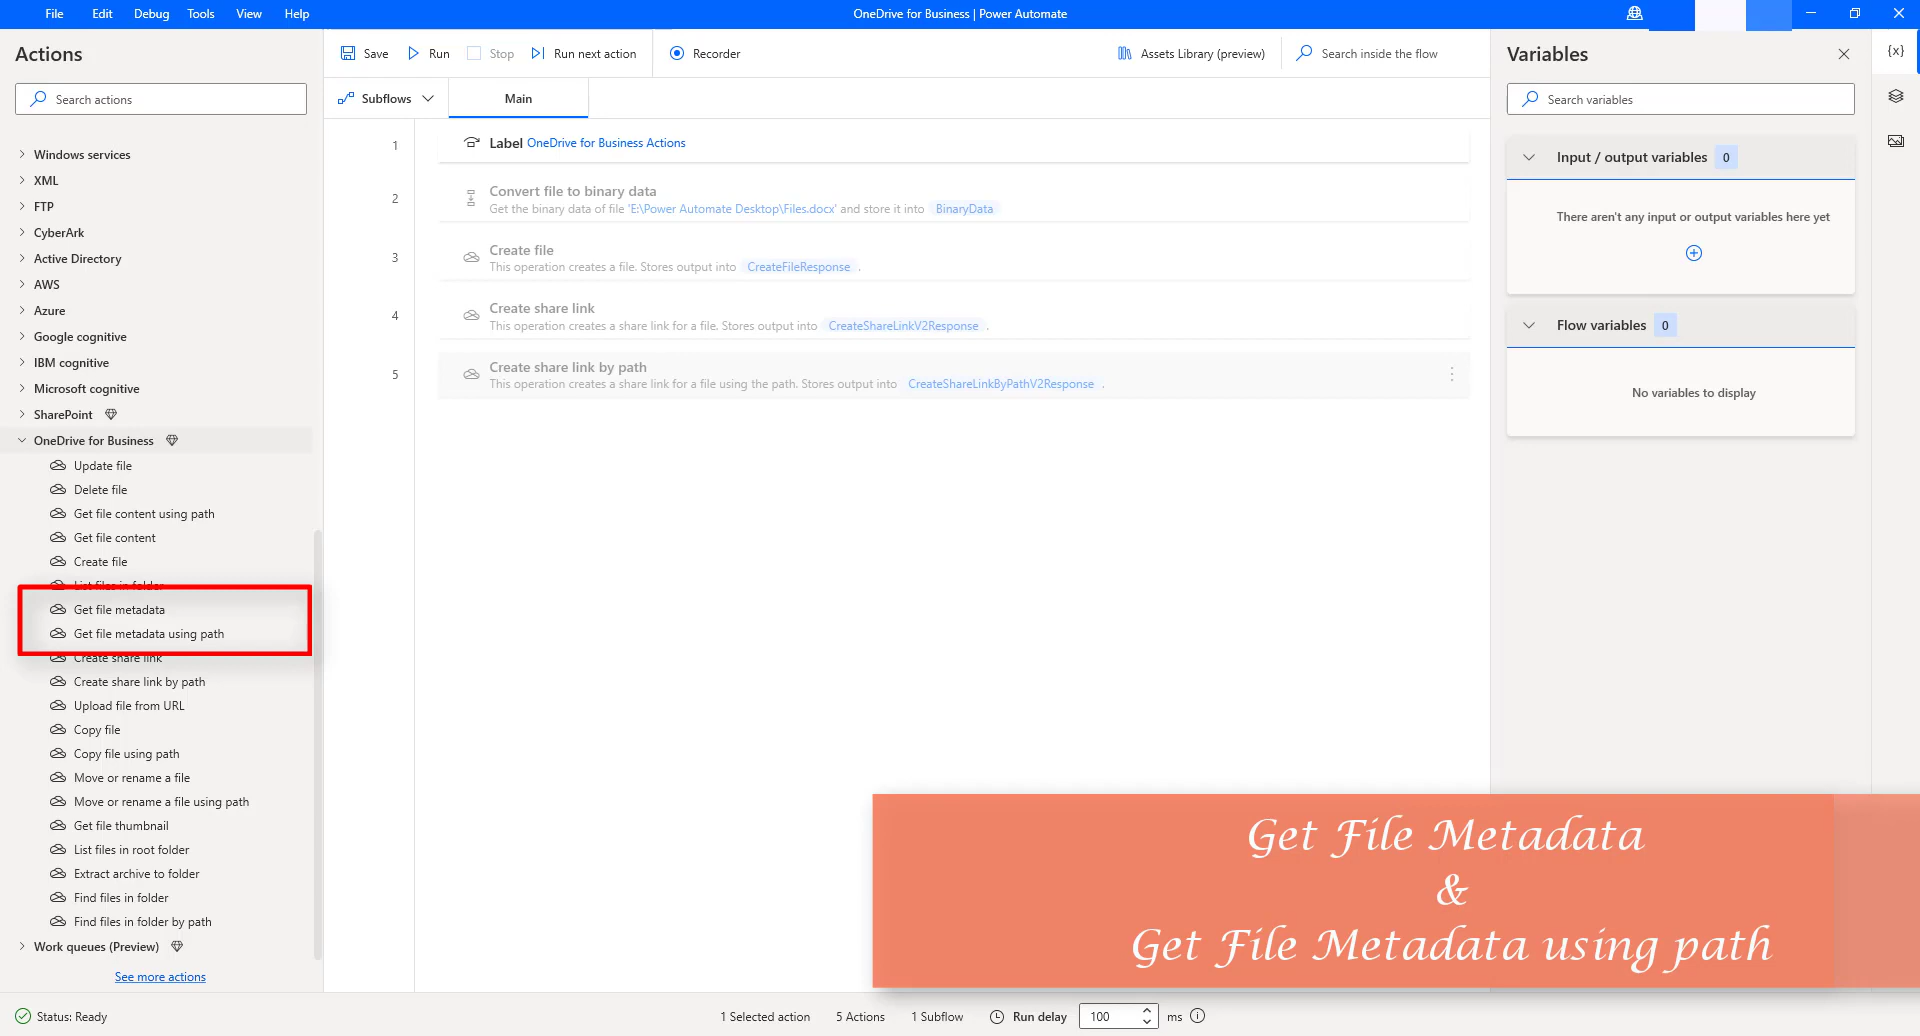 File Edit Debug Tools View Help
OneDrive for Business | Power Automate
Actions
Search actions
Windows services
XML
FTP
CyberArk
Active Directory
AWS
Azure
Google cognitive
IBM cognitive
Microsoft cognitive
SharePoint
OneDrive for Business
Update file
Delete file
Get file content using path
Get file content
Create file
List files in folder
Get file metadata
Get file metadata using path
Create share link
Create share link by path
Upload file from URL
Copy file
Copy file using path
Move or rename a file
Move or rename a file using path
Get file thumbnail
List files in root folder
Extract archive to folder
Find files in folder
Find files in folder by path
Work queues (Preview)
See more actions
Save Run Stop Run next action Recorder
Assets Library (preview) Search inside the flow
Subflows Main
1 Label OneDrive for Business Actions
2 Convert file to binary data
Get the binary data of file 'E:\Power Automate Desktop\Files.docx' and store it into BinaryData
3 Create file
This operation creates a file. Stores output into CreateFileResponse .
4 Create share link
This operation creates a share link for a file. Stores output into CreateShareLinkV2Response .
5 Create share link by path
This operation creates a share link for a file using the path. Stores output into CreateShareLinkByPathV2Response .
Variables
{x}
Search variables
Input / output variables 0
There aren't any input or output variables here yet
Flow variables 0
No variables to display
Get File Metadata
&
Get File Metadata using path
Status: Ready
1 Selected action 5 Actions 1 Subflow Run delay 100 ms